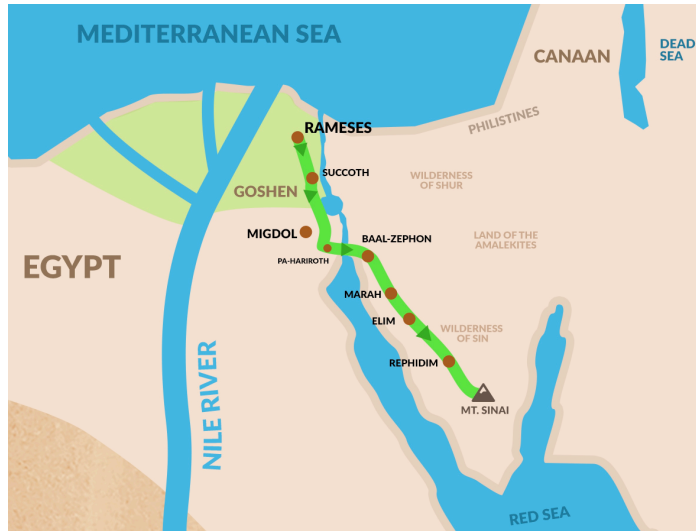 MEDITERRANEAN SEA
CANAAN
DEAD
SEA
PHILISTINES
RAMESES
SUCCOTH
WILDERNESS
OF SHUR
GOSHEN
MIGDOL
BAAL-ZEPHON
LAND OF THE
AMALEKITES
PA-HARIROTH
EGYPT
MARAH
ELIM
WILDERNESS
OF SIN
REPHIDIM
NILE RIVER
MT. SINAI
RED SEA